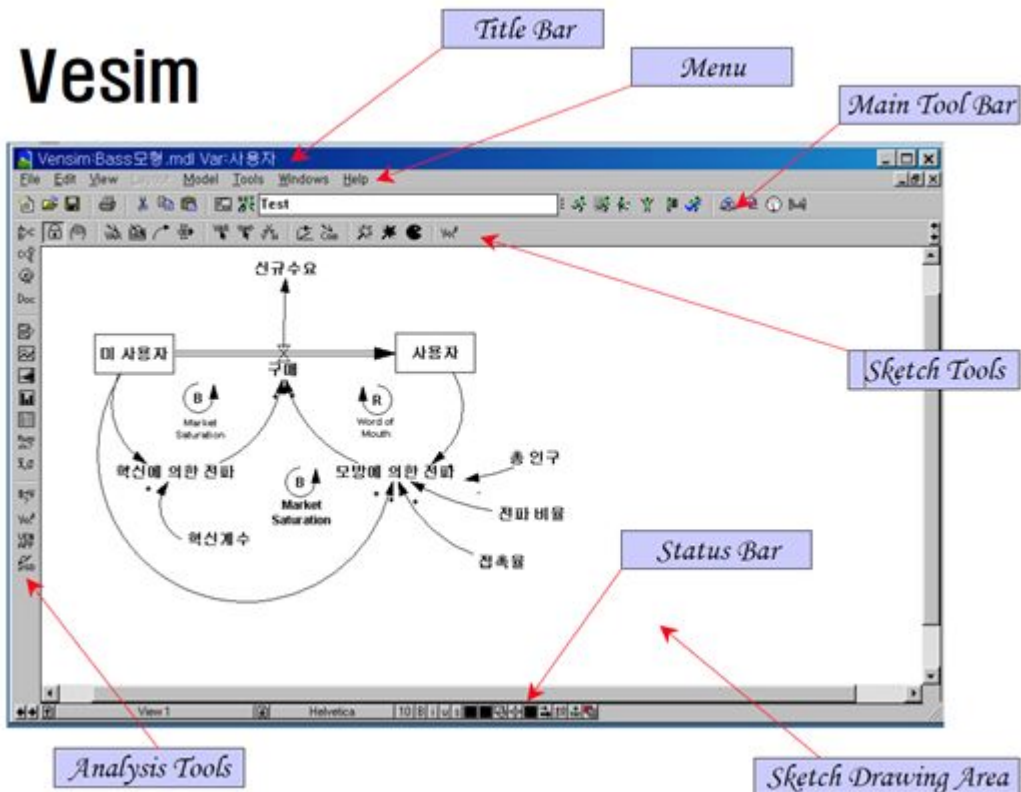 Title Bar
Vesim
Menu
Main Tool Bar
Vensim:Bass모형.mdl Var:사용자
File Edit View Layout Model Tools Windows Help
Test
Doc
신규수요
미 사용자
사용자
구매
B
R
Market
Saturation
Word of
Mouth
Sketch Tools
혁신에 의한 전파
모방에 의한 전파
총 인구
B
Market
Saturation
전파 비율
혁신계수
접촉율
Status Bar
View 1
Helvetica
10 B i u s
Analysis Tools
Sketch Drawing Area